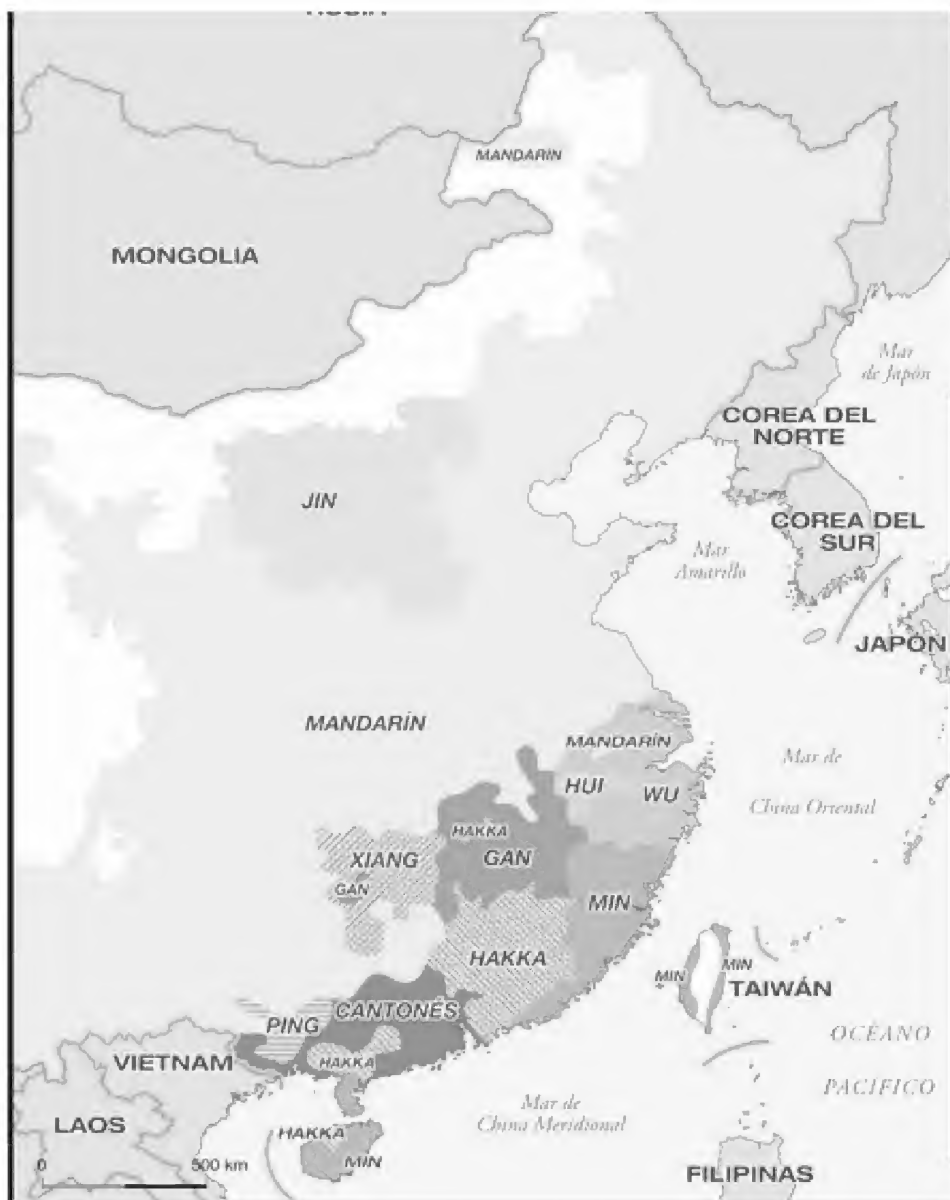 MANDARÍN
MONGOLIA
Mar
de Japón
COREA DEL
NORTE
JIN
COREA DEL
SUR
Mar
Amarillo
JAPÓN
MANDARÍN
MANDARÍN
HUI
WU
Mar de
China Oriental
HAKKA
GAN
XIANG
GAN
MIN
HAKKA
MIN
MIN
TAIWÁN
CANTONÉS
PING
HAKKA
VIETNAM
OCÉANO
PACÍFICO
LAOS
Mar de
China Meridional
HAKKA
MIN
0
500 km
FILIPINAS